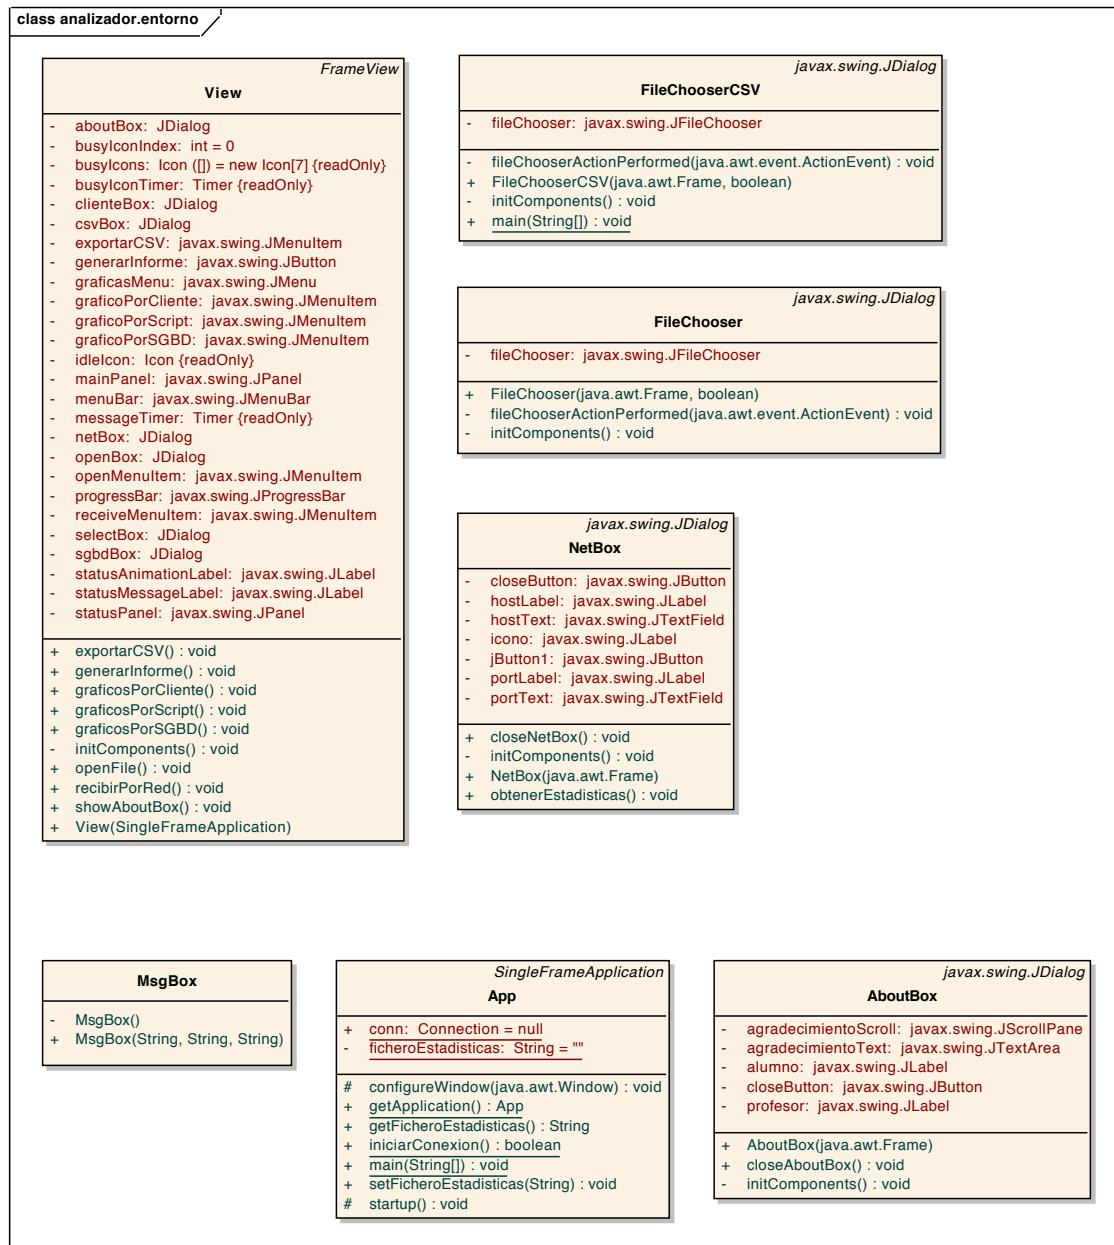 class analizador.entorno
FrameView
View
- aboutBox: JDialog
- busyIconIndex: int = 0
- busyIcons: Icon ([]) = new Icon[7] {readOnly}
- busyIconTimer: Timer {readOnly}
- clienteBox: JDialog
- csvBox: JDialog
- exportarCSV: javax.swing.JMenuItem
- generarInforme: javax.swing.JButton
- graficasMenu: javax.swing.JMenu
- graficoPorCliente: javax.swing.JMenuItem
- graficoPorScript: javax.swing.JMenuItem
- graficoPorSGBD: javax.swing.JMenuItem
- idleIcon: Icon {readOnly}
- mainPanel: javax.swing.JPanel
- menuBar: javax.swing.JMenuBar
- messageTimer: Timer {readOnly}
- netBox: JDialog
- openBox: JDialog
- openMenuItem: javax.swing.JMenuItem
- progressBar: javax.swing.JProgressBar
- receiveMenuItem: javax.swing.JMenuItem
- selectBox: JDialog
- sgbdBox: JDialog
- statusAnimationLabel: javax.swing.JLabel
- statusMessageLabel: javax.swing.JLabel
- statusPanel: javax.swing.JPanel
+ exportarCSV() : void
+ generarInforme() : void
+ graficosPorCliente() : void
+ graficosPorScript() : void
+ graficosPorSGBD() : void
- initComponents() : void
+ openFile() : void
+ recibirPorRed() : void
+ showAboutBox() : void
+ View(SingleFrameApplication)
javax.swing.JDialog
FileChooserCSV
- fileChooser: javax.swing.JFileChooser
- fileChooserActionPerformed(java.awt.event.ActionEvent) : void
+ FileChooserCSV(java.awt.Frame, boolean)
- initComponents() : void
+ main(String[]) : void
javax.swing.JDialog
FileChooser
- fileChooser: javax.swing.JFileChooser
+ FileChooser(java.awt.Frame, boolean)
- fileChooserActionPerformed(java.awt.event.ActionEvent) : void
- initComponents() : void
javax.swing.JDialog
NetBox
- closeButton: javax.swing.JButton
- hostLabel: javax.swing.JLabel
- hostText: javax.swing.JTextField
- icono: javax.swing.JLabel
- jButton1: javax.swing.JButton
- portLabel: javax.swing.JLabel
- portText: javax.swing.JTextField
+ closeNetBox() : void
- initComponents() : void
+ NetBox(java.awt.Frame)
+ obtenerEstadisticas() : void
MsgBox
- MsgBox()
+ MsgBox(String, String, String)
SingleFrameApplication
App
+ conn: Connection = null
- ficheroEstadisticas: String = ""
# configureWindow(java.awt.Window) : void
+ getApplication() : App
+ getFicheroEstadisticas() : String
+ iniciarConexion() : boolean
+ main(String[]) : void
+ setFicheroEstadisticas(String) : void
# startup() : void
javax.swing.JDialog
AboutBox
- agradecimientoScroll: javax.swing.JScrollPane
- agradecimientoText: javax.swing.JTextArea
- alumno: javax.swing.JLabel
- closeButton: javax.swing.JButton
- profesor: javax.swing.JLabel
+ AboutBox(java.awt.Frame)
+ closeAboutBox() : void
- initComponents() : void